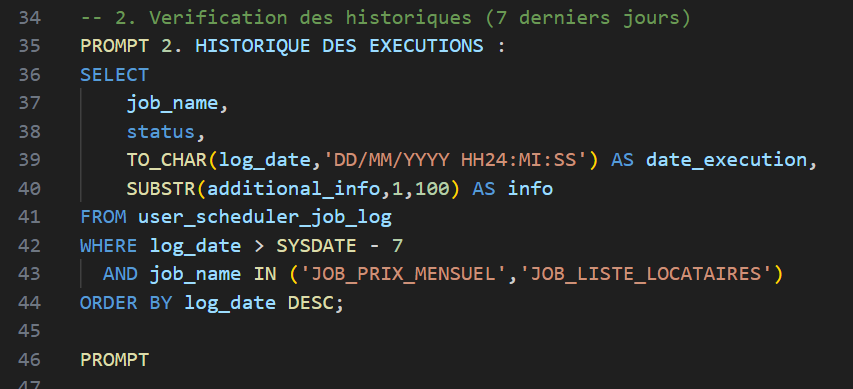 34 -- 2. Verification des historiques (7 derniers jours)
35 PROMPT 2. HISTORIQUE DES EXECUTIONS :
36 SELECT
37     job_name,
38     status,
39     TO_CHAR(log_date,'DD/MM/YYYY HH24:MI:SS') AS date_execution,
40     SUBSTR(additional_info,1,100) AS info
41 FROM user_scheduler_job_log
42 WHERE log_date > SYSDATE - 7
43   AND job_name IN ('JOB_PRIX_MENSUEL','JOB_LISTE_LOCATAIRES')
44 ORDER BY log_date DESC;
45
46 PROMPT
47